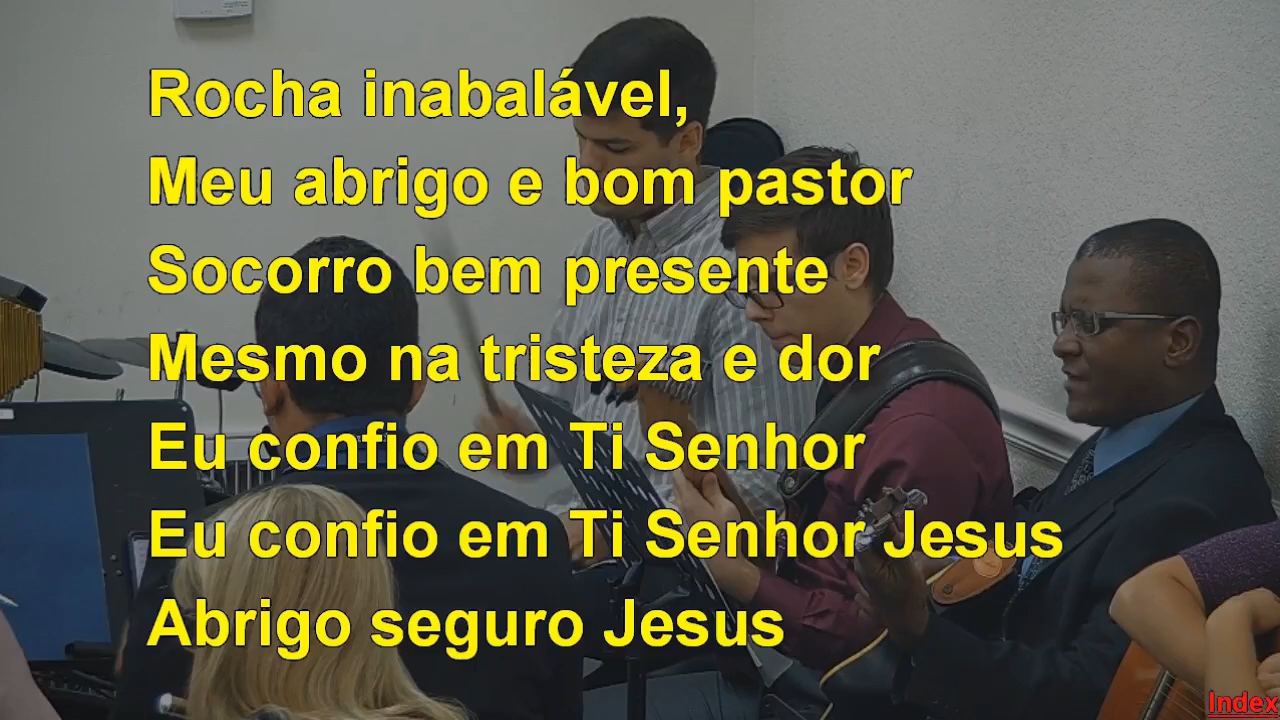 Rocha inabalável,
Meu abrigo e bom pastor
Socorro bem presente
Mesmo na tristeza e dor
Eu confio em Ti Senhor
Eu confio em Ti Senhor Jesus
Abrigo seguro Jesus
Index